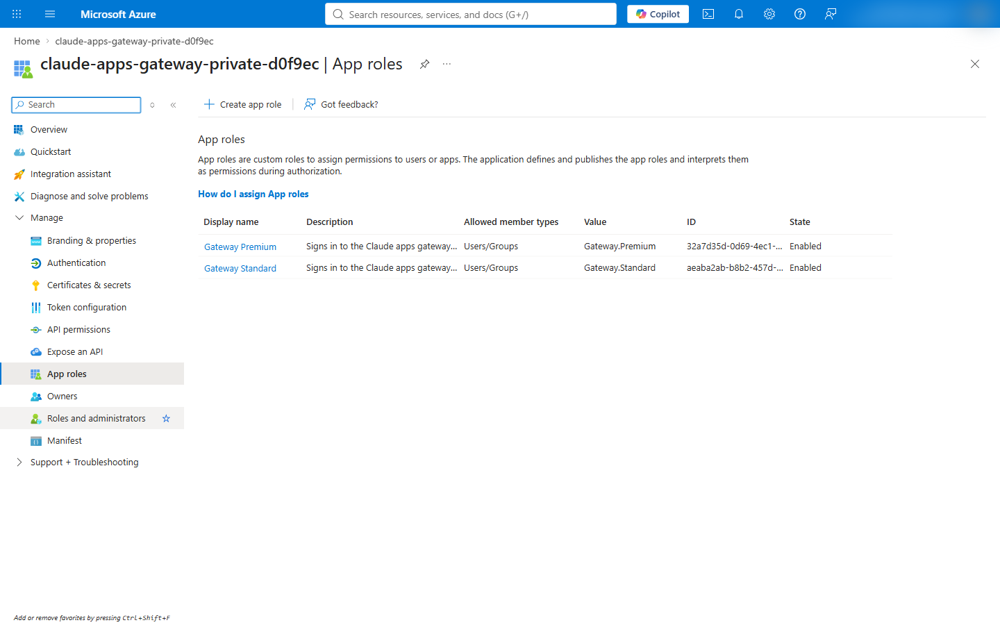 Microsoft Azure
Search resources, services, and docs (G+/)
Copilot
Home > claude-apps-gateway-private-d0f9ec
claude-apps-gateway-private-d0f9ec | App roles
Search
Create app role
Got feedback?
Overview
Quickstart
Integration assistant
Diagnose and solve problems
Manage
Branding & properties
Authentication
Certificates & secrets
Token configuration
API permissions
Expose an API
App roles
Owners
Roles and administrators
Manifest
Support + Troubleshooting
App roles
App roles are custom roles to assign permissions to users or apps. The application defines and publishes the app roles and interprets them
as permissions during authorization.
How do I assign App roles
Display name Description Allowed member types Value ID State
Gateway Premium Signs in to the Claude apps gateway... Users/Groups Gateway.Premium 32a7d35d-0d69-4ec1-... Enabled
Gateway Standard Signs in to the Claude apps gateway... Users/Groups Gateway.Standard aeaba2ab-b8b2-457d-... Enabled
Add or remove favorites by pressing Ctrl+Shift+F